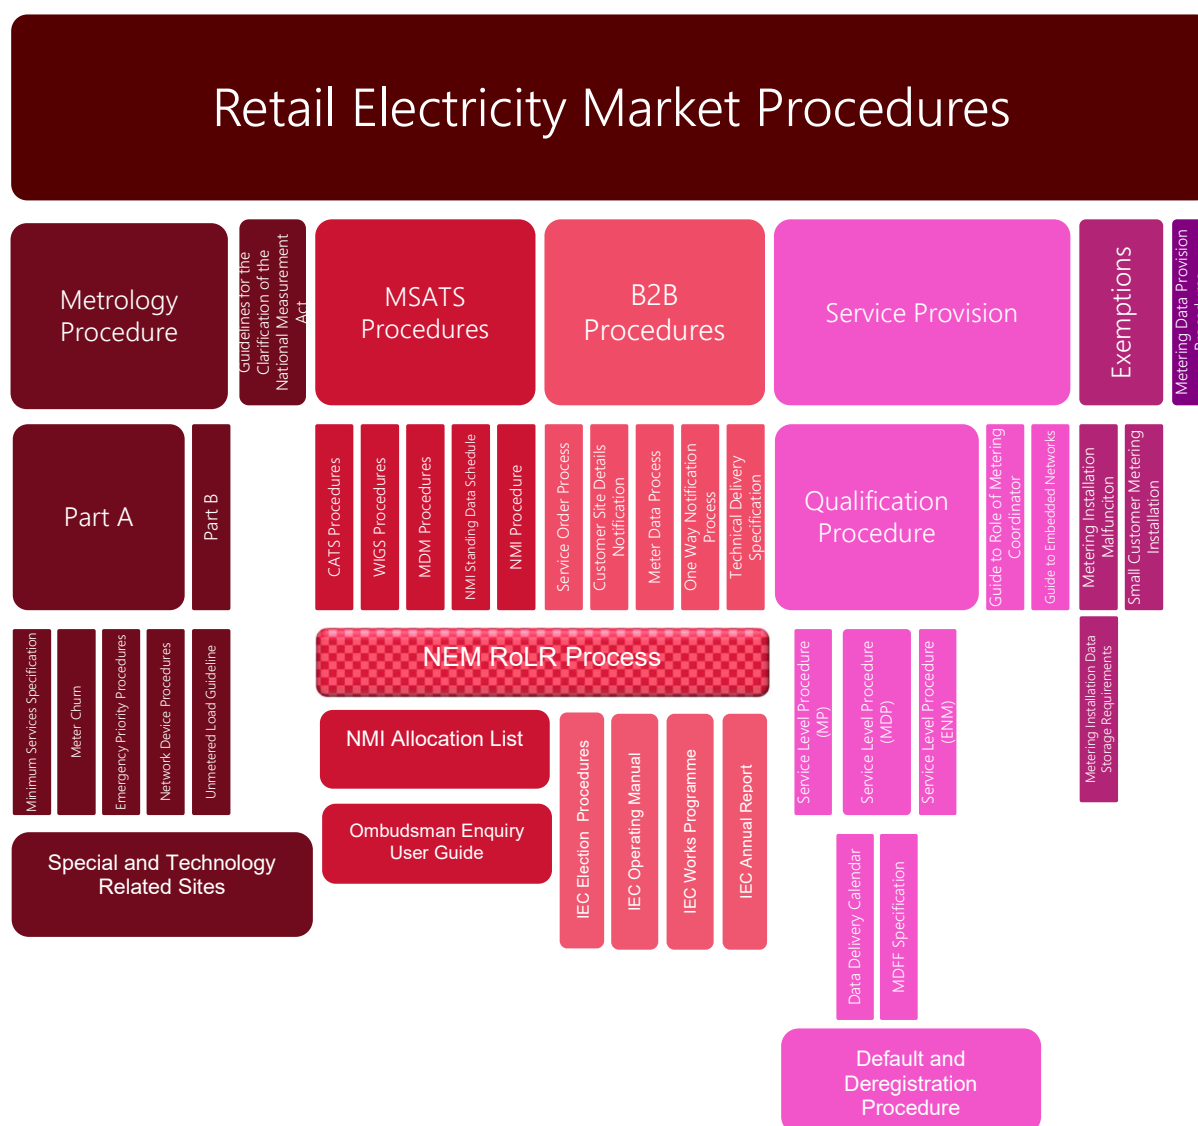 Retail Electricity Market Procedures
Metrology
Procedure
Guidelines for the
Clarification of the
National Measurement
Act
MSATS
Procedures
B2B
Procedures
Service Provision
Exemptions
Metering Data Provision
Part A
Part B
CATS Procedures
WIGS Procedures
MDM Procedures
NMI Standing Data Schedule
NMI Procedure
Service Order Process
Customer Site Details
Notification
Meter Data Process
One Way Notification
Process
Technical Delivery
Specification
Qualification
Procedure
Guide to Role of Metering
Coordinator
Guide to Embedded Networks
Metering Installation
Malfunciton
Small Customer Metering
Installation
Minimum Services Specification
Meter Churn
Emergency Priority Procedures
Network Device Procedures
Unmetered Load Guideline
NEM RoLR Process
Service Level Procedure
(MP)
Service Level Procedure
(MDP)
Service Level Procedure
(ENM)
Metering Installation Data
Storage Requirements
NMI Allocation List
Ombudsman Enquiry
User Guide
IEC Election Procedures
IEC Operating Manual
IEC Works Programme
IEC Annual Report
Special and Technology
Related Sites
Data Delivery Calendar
MDFF Specification
Default and
Deregistration
Procedure